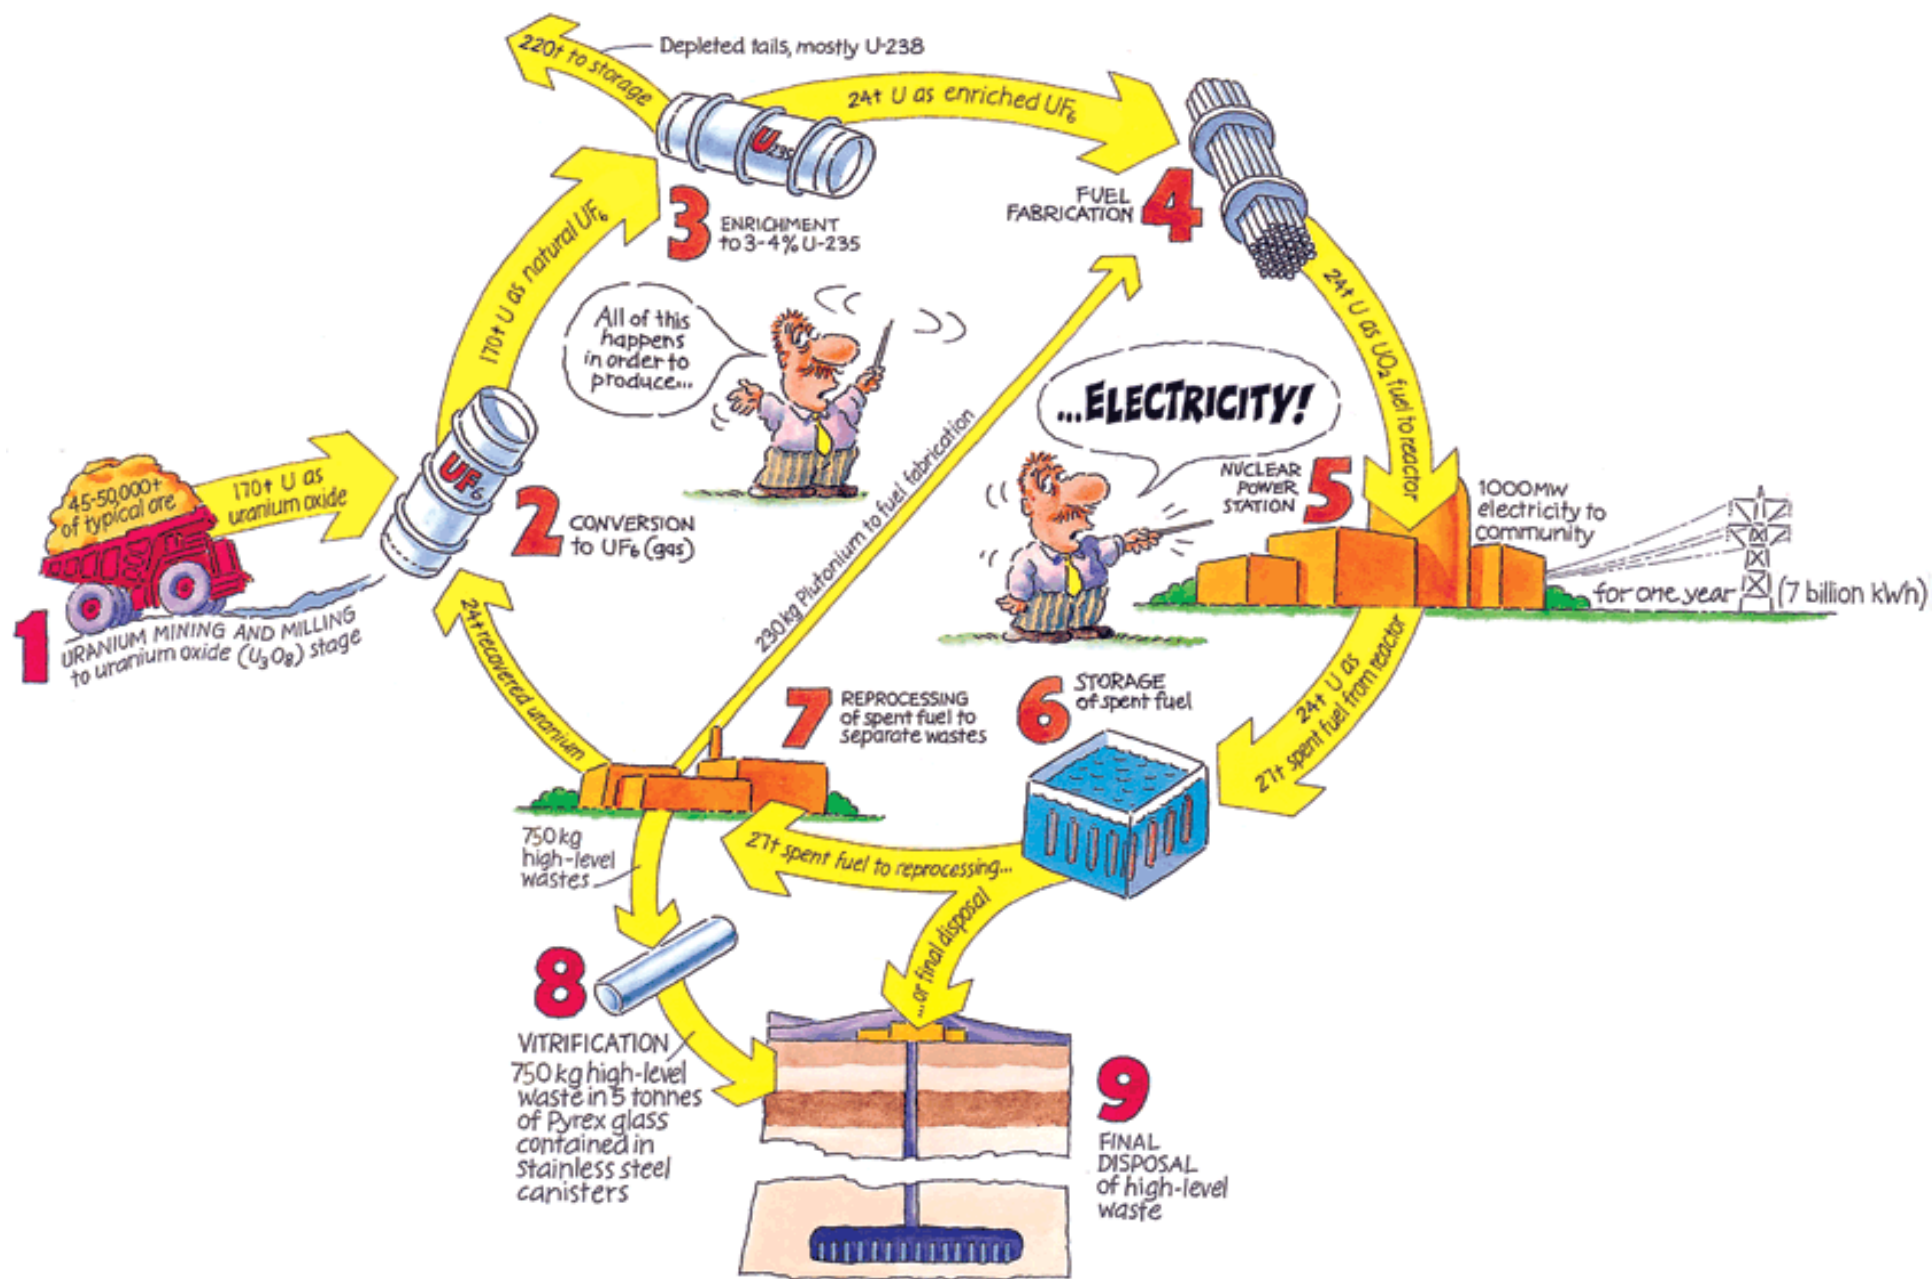 220t to storage
Depleted tails, mostly U-238
24t U as enriched UF₆
U235
3
ENRICHMENT
to 3-4% U-235
FUEL
FABRICATION
4
170t U as natural UF₆
All of this
happens
in order to
produce...
24t U as UO₂ fuel to reactor
...ELECTRICITY!
45-50,000t
of typical ore
170t U as
uranium oxide
UF₆
2
CONVERSION
to UF₆ (gas)
230kg Plutonium to fuel fabrication
NUCLEAR
POWER
STATION
5
1000MW
electricity to
community
for one year
(7 billion kWh)
1
URANIUM MINING AND MILLING
to uranium oxide (U₃O₈) stage
24t recovered uranium
7
REPROCESSING
of spent fuel to
separate wastes
6
STORAGE
of spent fuel
24t U as
27t spent fuel from reactor
750kg
high-level
wastes
27t spent fuel to reprocessing...
...or final disposal
8
VITRIFICATION
750kg high-level
waste in 5 tonnes
of Pyrex glass
contained in
stainless steel
canisters
9
FINAL
DISPOSAL
of high-level
waste